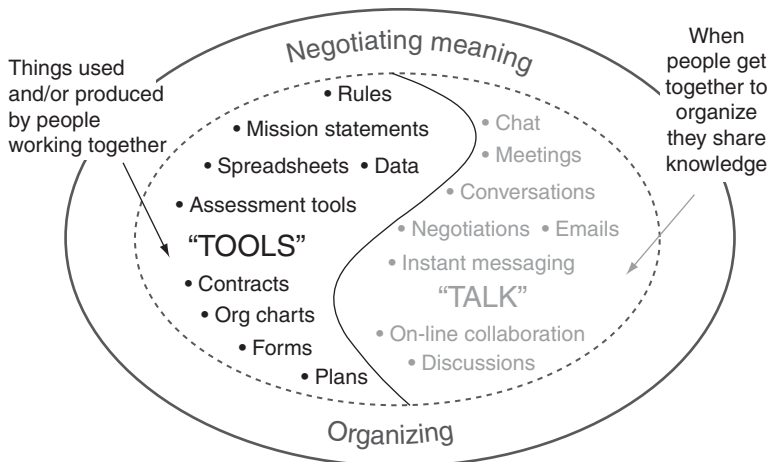 Negotiating meaning
Things used
and/or produced
by people
working together
When
people get
together to
organize
they share
knowledge
• Rules
• Mission statements
• Spreadsheets • Data
• Assessment tools
“TOOLS”
• Contracts
• Org charts
• Forms
• Plans
• Chat
• Meetings
• Conversations
• Negotiations • Emails
• Instant messaging
“TALK”
• On-line collaboration
• Discussions
Organizing